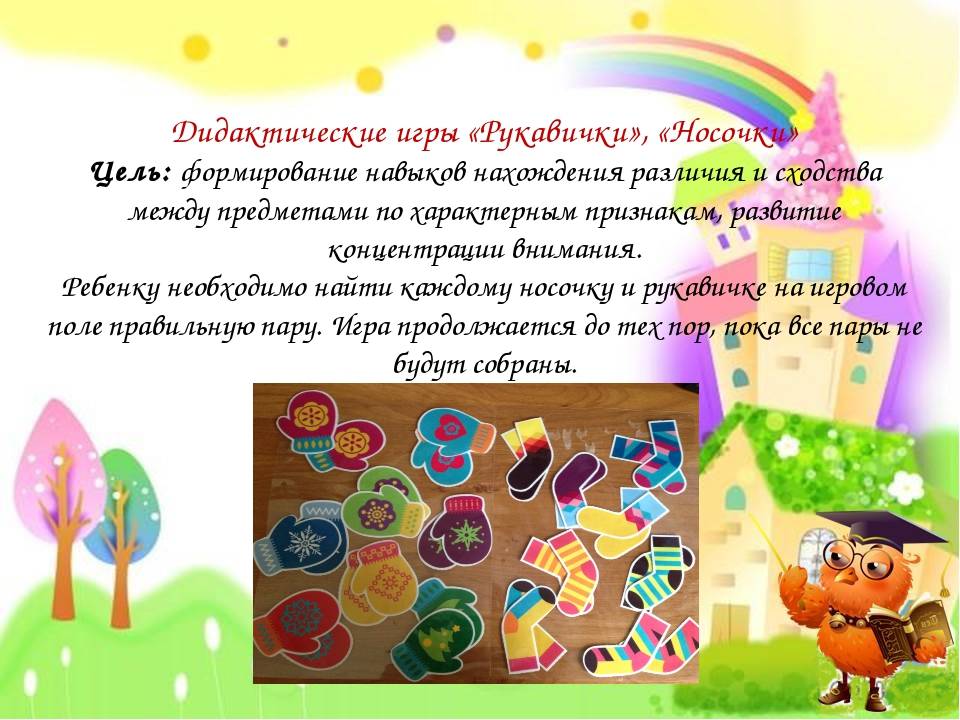 Дидактические игры «Рукавички», «Носочки»
Цель: формирование навыков нахождения различия и сходства
между предметами по характерным признакам, развитие
концентрации внимания.
Ребенку необходимо найти каждому носочку и рукавичке на игровом
поле правильную пару. Игра продолжается до тех пор, пока все пары не
будут собраны.